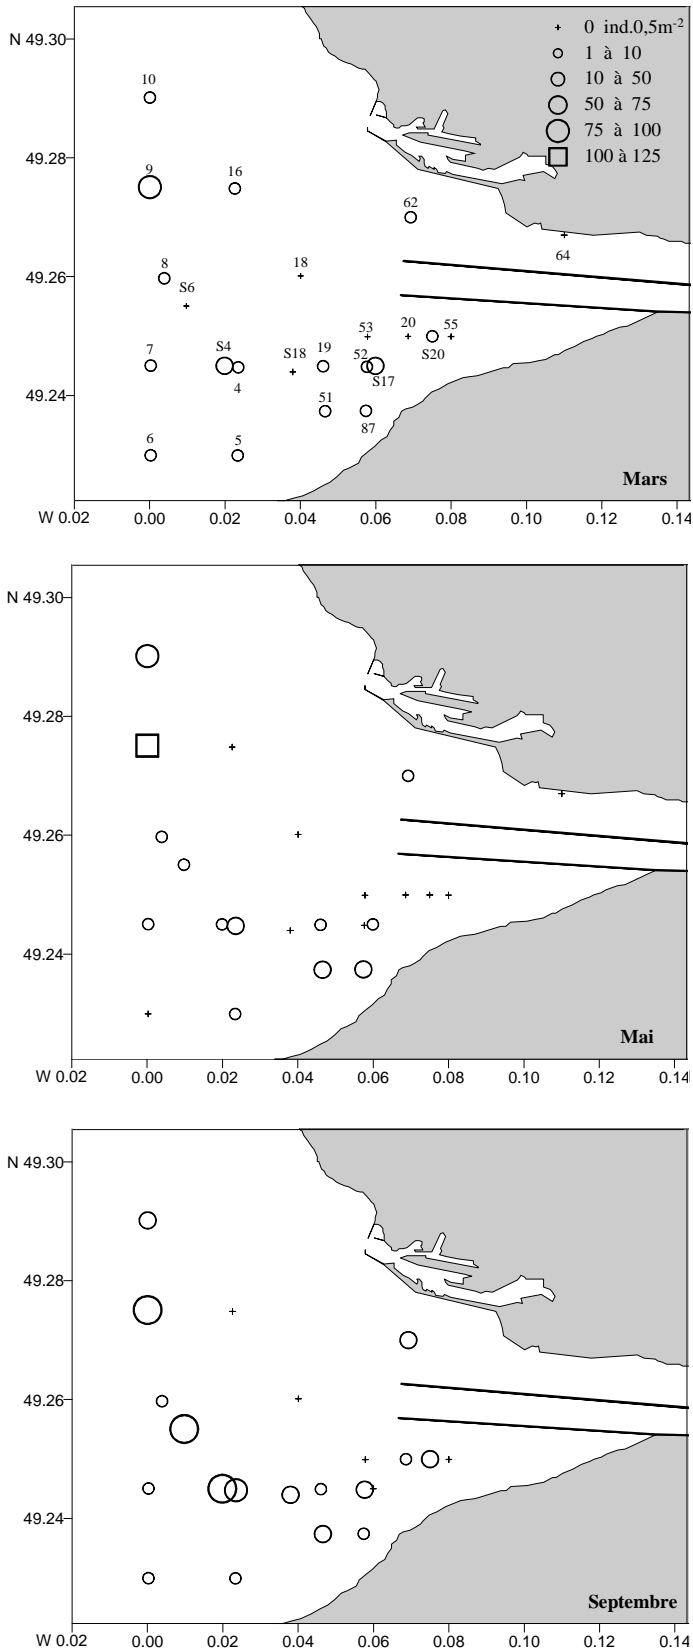 N 49.30
0 ind.0,5m-2
1 à 10
10 à 50
50 à 75
75 à 100
100 à 125
10
49.28
9
16
62
64
8
18
49.26
S6
53
20
55
7
S4
S18
19
52
S20
S17
4
49.24
51
87
6
5
Mars
W 0.02
0.00
0.02
0.04
0.06
0.08
0.10
0.12
0.14
N 49.30
49.28
49.26
49.24
Mai
W 0.02
0.00
0.02
0.04
0.06
0.08
0.10
0.12
0.14
N 49.30
49.28
49.26
49.24
Septembre
W 0.02
0.00
0.02
0.04
0.06
0.08
0.10
0.12
0.14